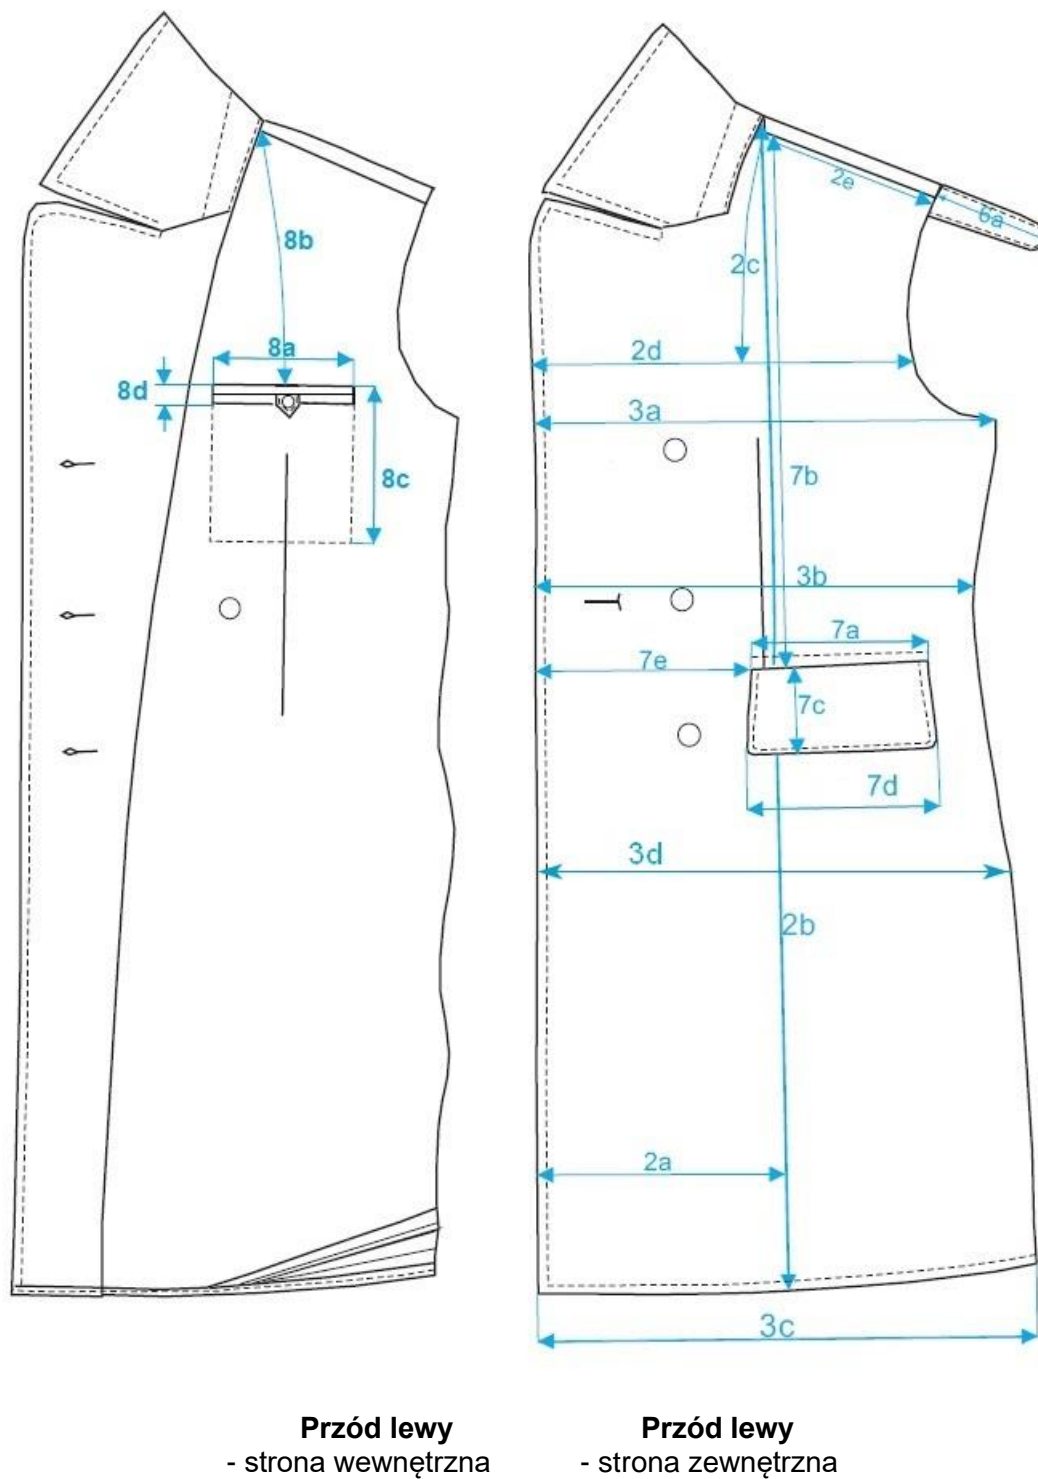 8b
8a
8d
8c
2e
6a
2c
2d
3a
7b
3b
7a
7e
7c
7d
3d
2b
2a
3c
Przód lewy
- strona wewnętrzna
Przód lewy
- strona zewnętrzna